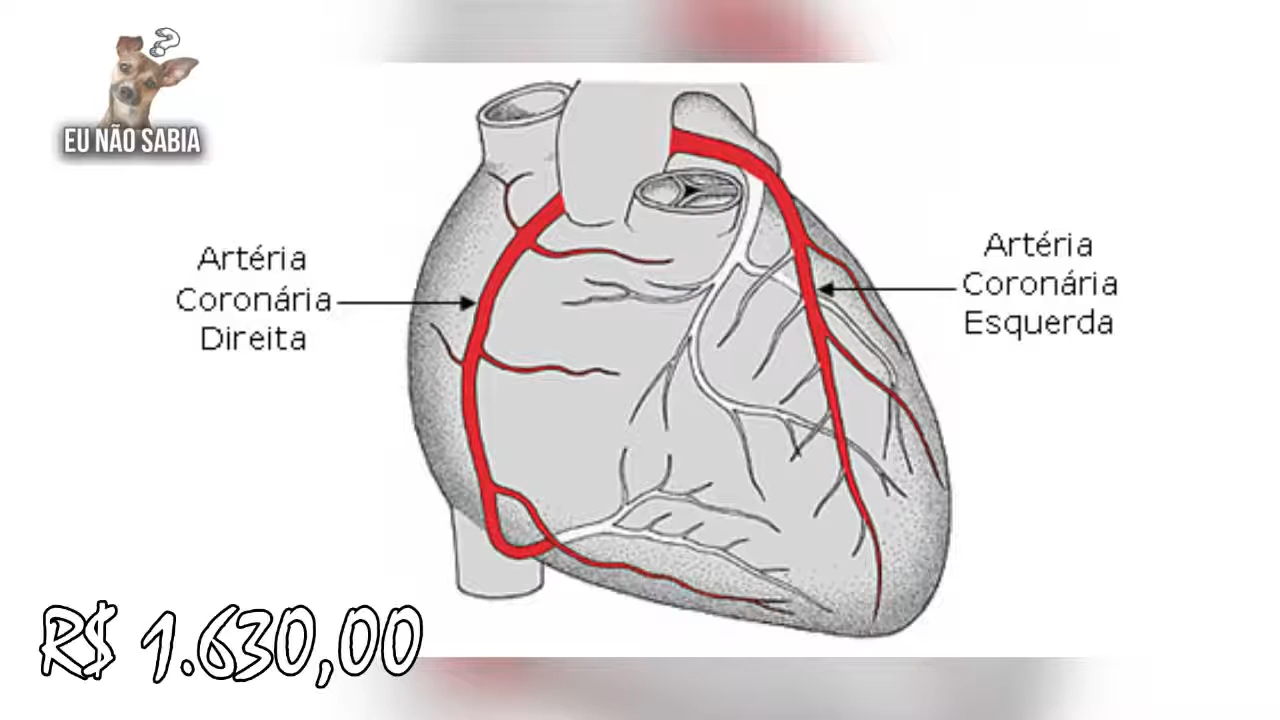 EU NÃO SABIA
Artéria
Coronária
Direita
Artéria
Coronária
Esquerda
R$ 1.630,00